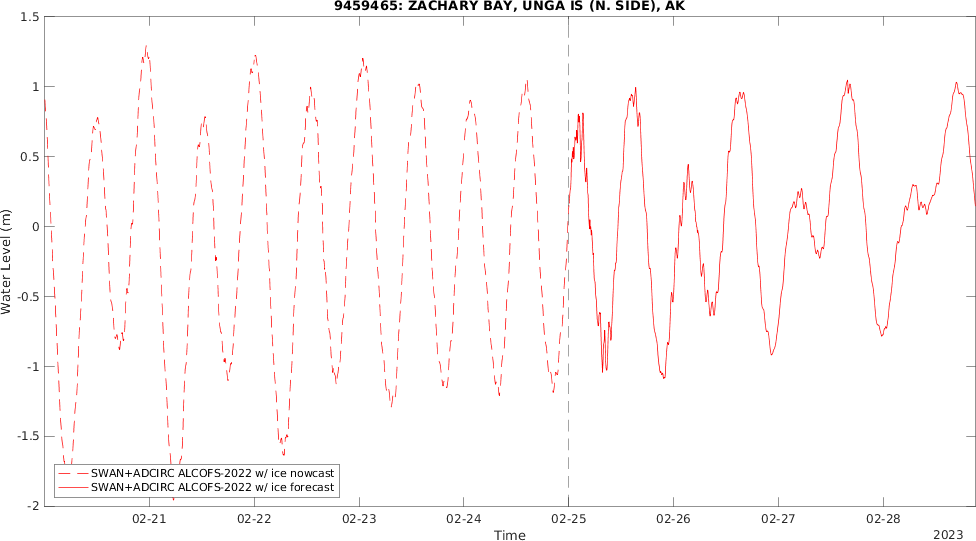 9459465: ZACHARY BAY, UNGA IS (N. SIDE), AK
1.5
1
0.5
0
-0.5
-1
-1.5
-2
Water Level (m)
SWAN+ADCIRC ALCOFS-2022 w/ ice nowcast
SWAN+ADCIRC ALCOFS-2022 w/ ice forecast
02-21 02-22 02-23 02-24 02-25 02-26 02-27 02-28
Time
2023